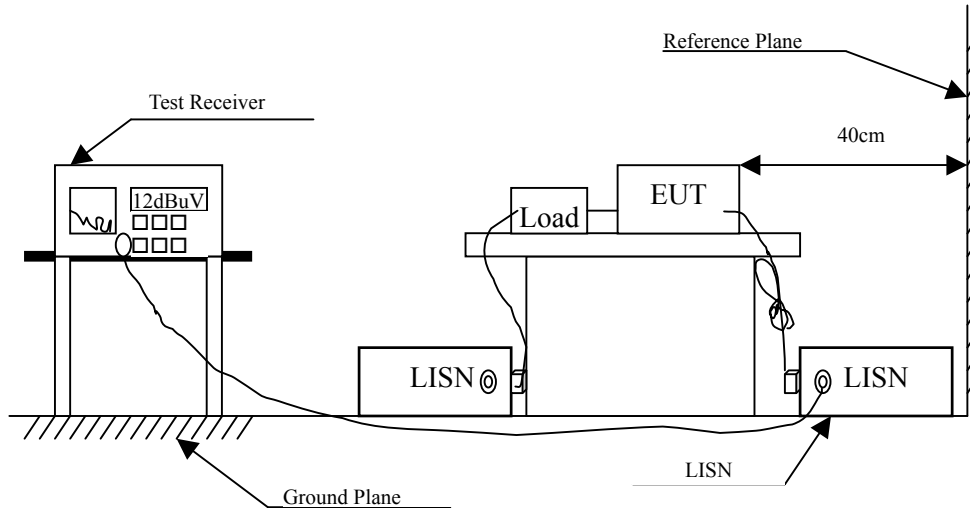 Reference Plane
Test Receiver
40cm
12dBuV
Load
EUT
LISN
LISN
LISN
Ground Plane